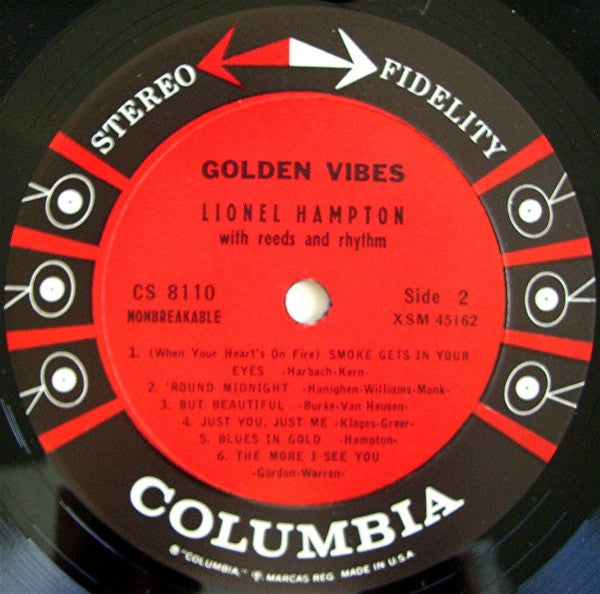 STEREO FIDELITY
GOLDEN VIBES
LIONEL HAMPTON
with reeds and rhythm
CS 8110 Side 2
NONBREAKABLE XSM 45162
1. (When Your Heart's On Fire) SMOKE GETS IN YOUR
EYES -Harbach-Kern-
2. 'ROUND MIDNIGHT -Hanighen-Williams-Monk-
3. BUT BEAUTIFUL -Burke-Van Heusen-
4. JUST YOU, JUST ME -Klages-Greer-
5. BLUES IN GOLD -Hampton-
6. THE MORE I SEE YOU
-Gordon-Warren-
COLUMBIA
® "COLUMBIA," MARCAS REG. MADE IN U.S.A.